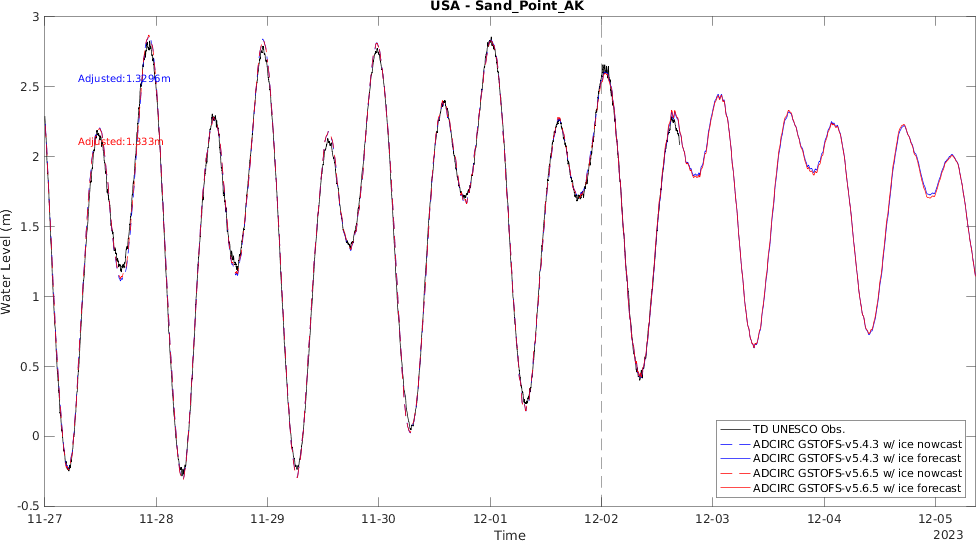 USA - Sand_Point_AK
3
2.5
2
1.5
1
0.5
0
-0.5
Water Level (m)
Adjusted:1.3296m
Adjusted:1.333m
TD UNESCO Obs.
ADCIRC GSTOFS-v5.4.3 w/ ice nowcast
ADCIRC GSTOFS-v5.4.3 w/ ice forecast
ADCIRC GSTOFS-v5.6.5 w/ ice nowcast
ADCIRC GSTOFS-v5.6.5 w/ ice forecast
11-27 11-28 11-29 11-30 12-01 12-02 12-03 12-04 12-05
Time
2023